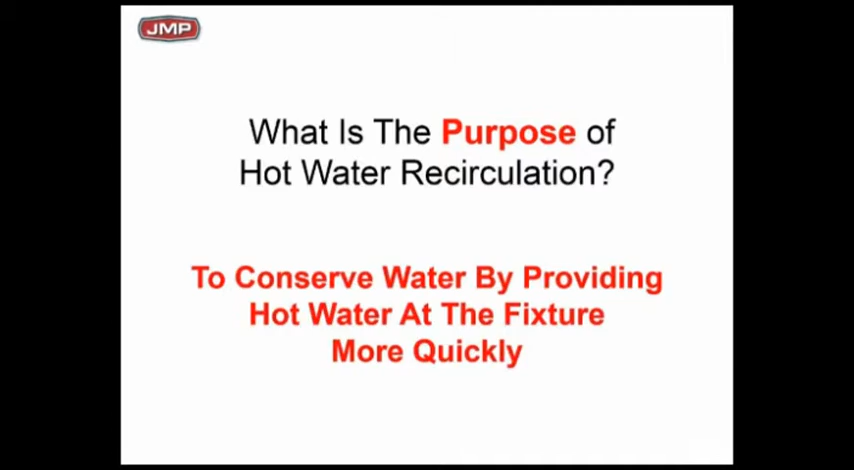 JMP
What Is The Purpose of
Hot Water Recirculation?
To Conserve Water By Providing
Hot Water At The Fixture
More Quickly